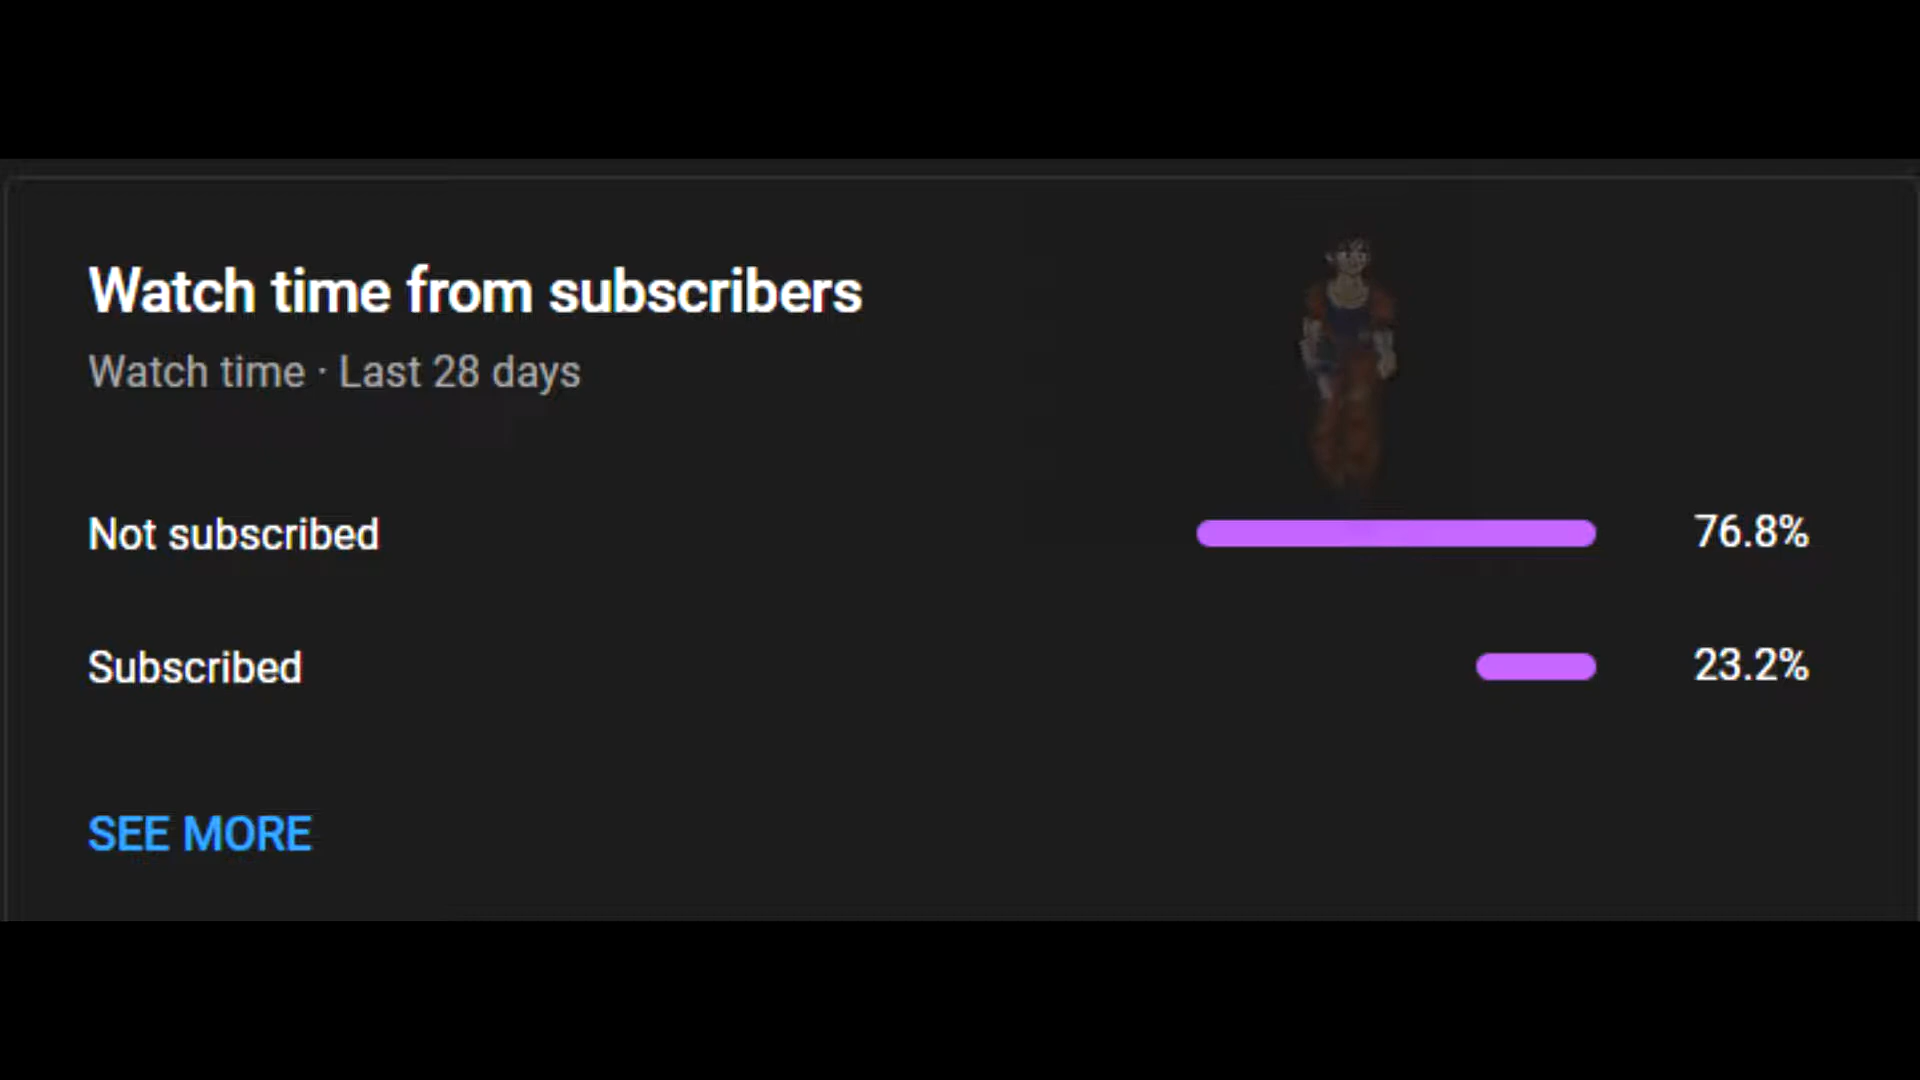 Watch time from subscribers
Watch time · Last 28 days
Not subscribed 76.8%
Subscribed 23.2%
SEE MORE